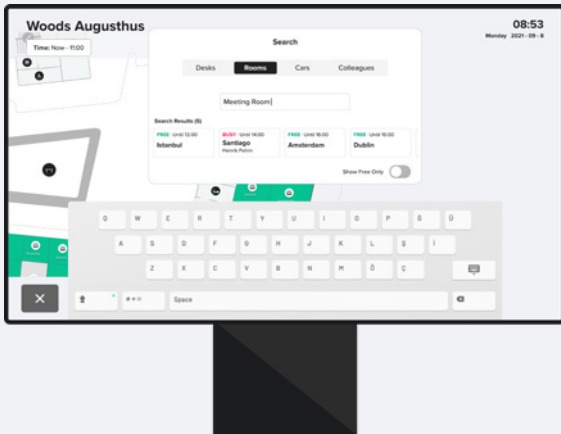 Woods Augusthus
08:53
Monday 2021 - 09 - 8
Time: Now - 11:00
Search
Desks Rooms Cars Colleagues
Meeting Room
Search Results (5)
FREE · Until 12:00
Istanbul
BUSY · Until 14:00
Santiago
Henrik Pehrn
FREE · Until 16:00
Amsterdam
FREE · Until 16:00
Dublin
Show Free Only
Q W E R T Y U I O P Ğ Ü
A S D F G H J K L Ş İ
Z X C V B N M Ö Ç
Space